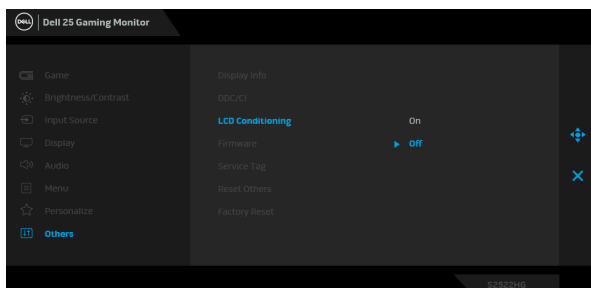 DELL Dell 25 Gaming Monitor
Game
Brightness/Contrast
Input Source
Display
Audio
Menu
Personalize
Others
Display Info
DDC/CI
LCD Conditioning On
Firmware Off
Service Tag
Reset Others
Factory Reset
S2522HG